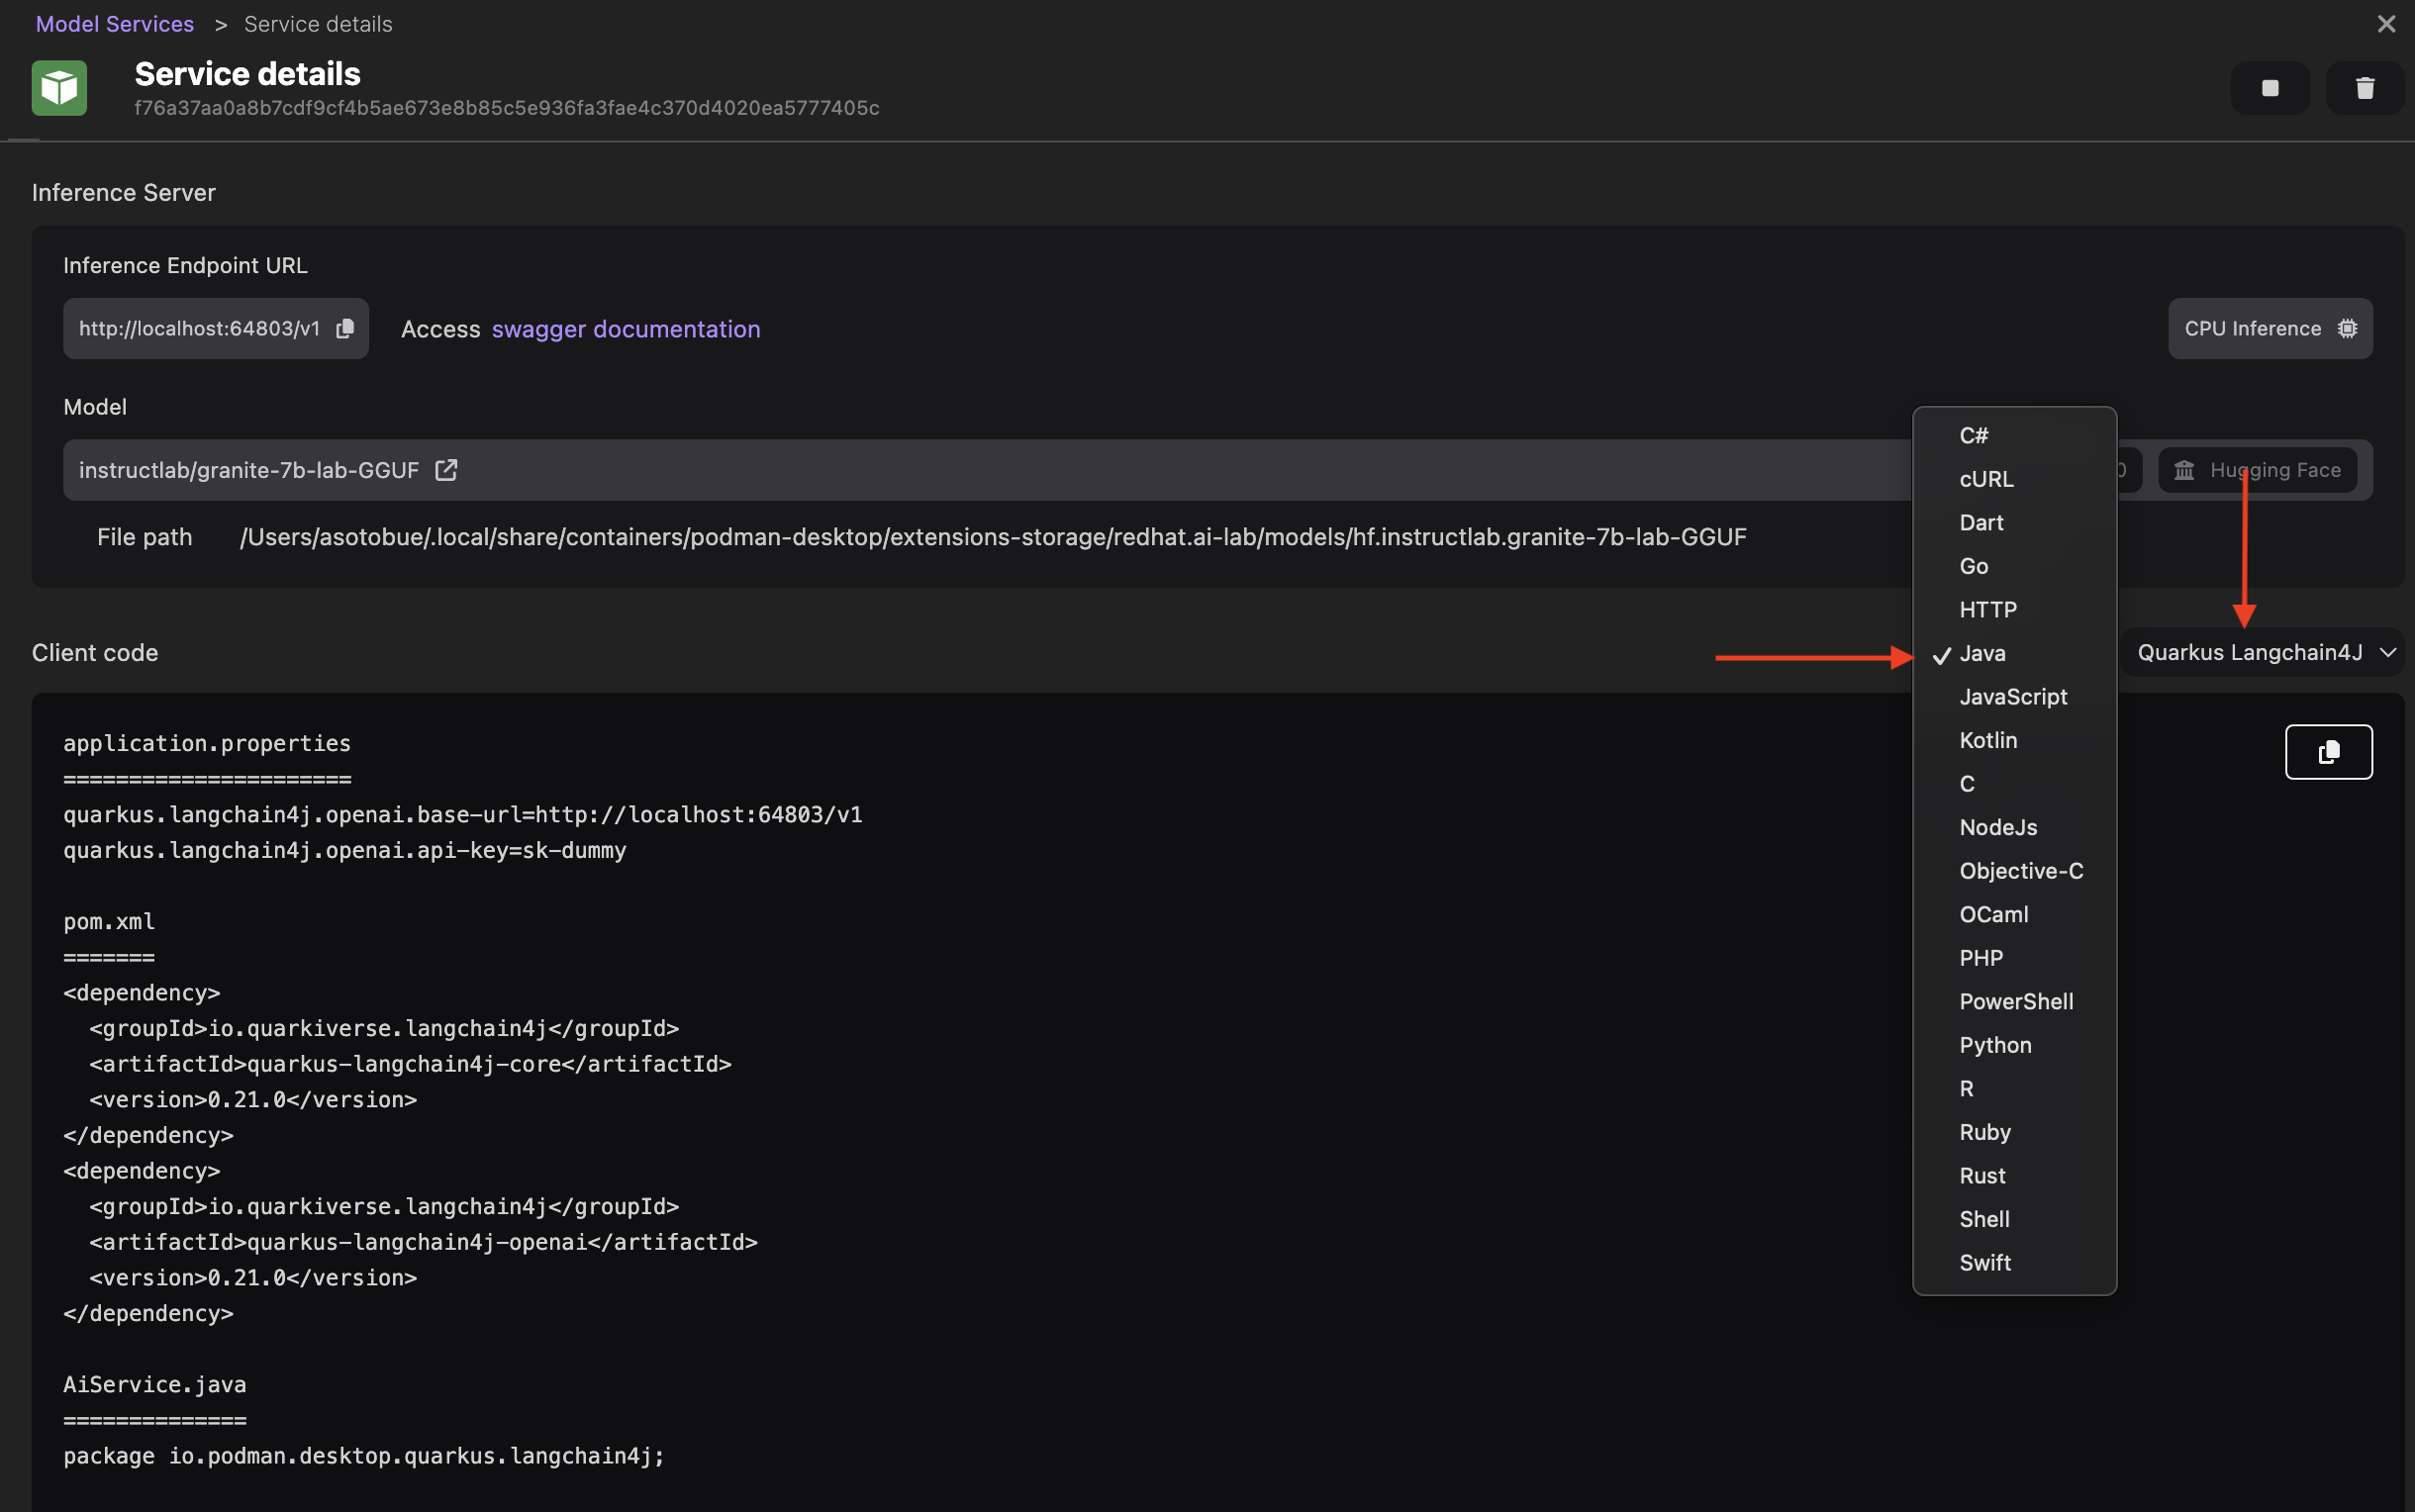 Model Services > Service details
Service details
f76a37aa0a8b7cdf9cf4b5ae673e8b85c5e936fa3fae4c370d4020ea5777405c
Inference Server
Inference Endpoint URL
http://localhost:64803/v1
Access swagger documentation
CPU Inference
Model
instructlab/granite-7b-lab-GGUF
Hugging Face
File path /Users/asotobue/.local/share/containers/podman-desktop/extensions-storage/redhat.ai-lab/models/hf.instructlab.granite-7b-lab-GGUF
Client code
C#
cURL
Dart
Go
HTTP
✓ Java
JavaScript
Kotlin
C
NodeJs
Objective-C
OCaml
PHP
PowerShell
Python
R
Ruby
Rust
Shell
Swift
Quarkus Langchain4J
application.properties
======================
quarkus.langchain4j.openai.base-url=http://localhost:64803/v1
quarkus.langchain4j.openai.api-key=sk-dummy
pom.xml
=======
<dependency>
  <groupId>io.quarkiverse.langchain4j</groupId>
  <artifactId>quarkus-langchain4j-core</artifactId>
  <version>0.21.0</version>
</dependency>
<dependency>
  <groupId>io.quarkiverse.langchain4j</groupId>
  <artifactId>quarkus-langchain4j-openai</artifactId>
  <version>0.21.0</version>
</dependency>
AiService.java
==============
package io.podman.desktop.quarkus.langchain4j;